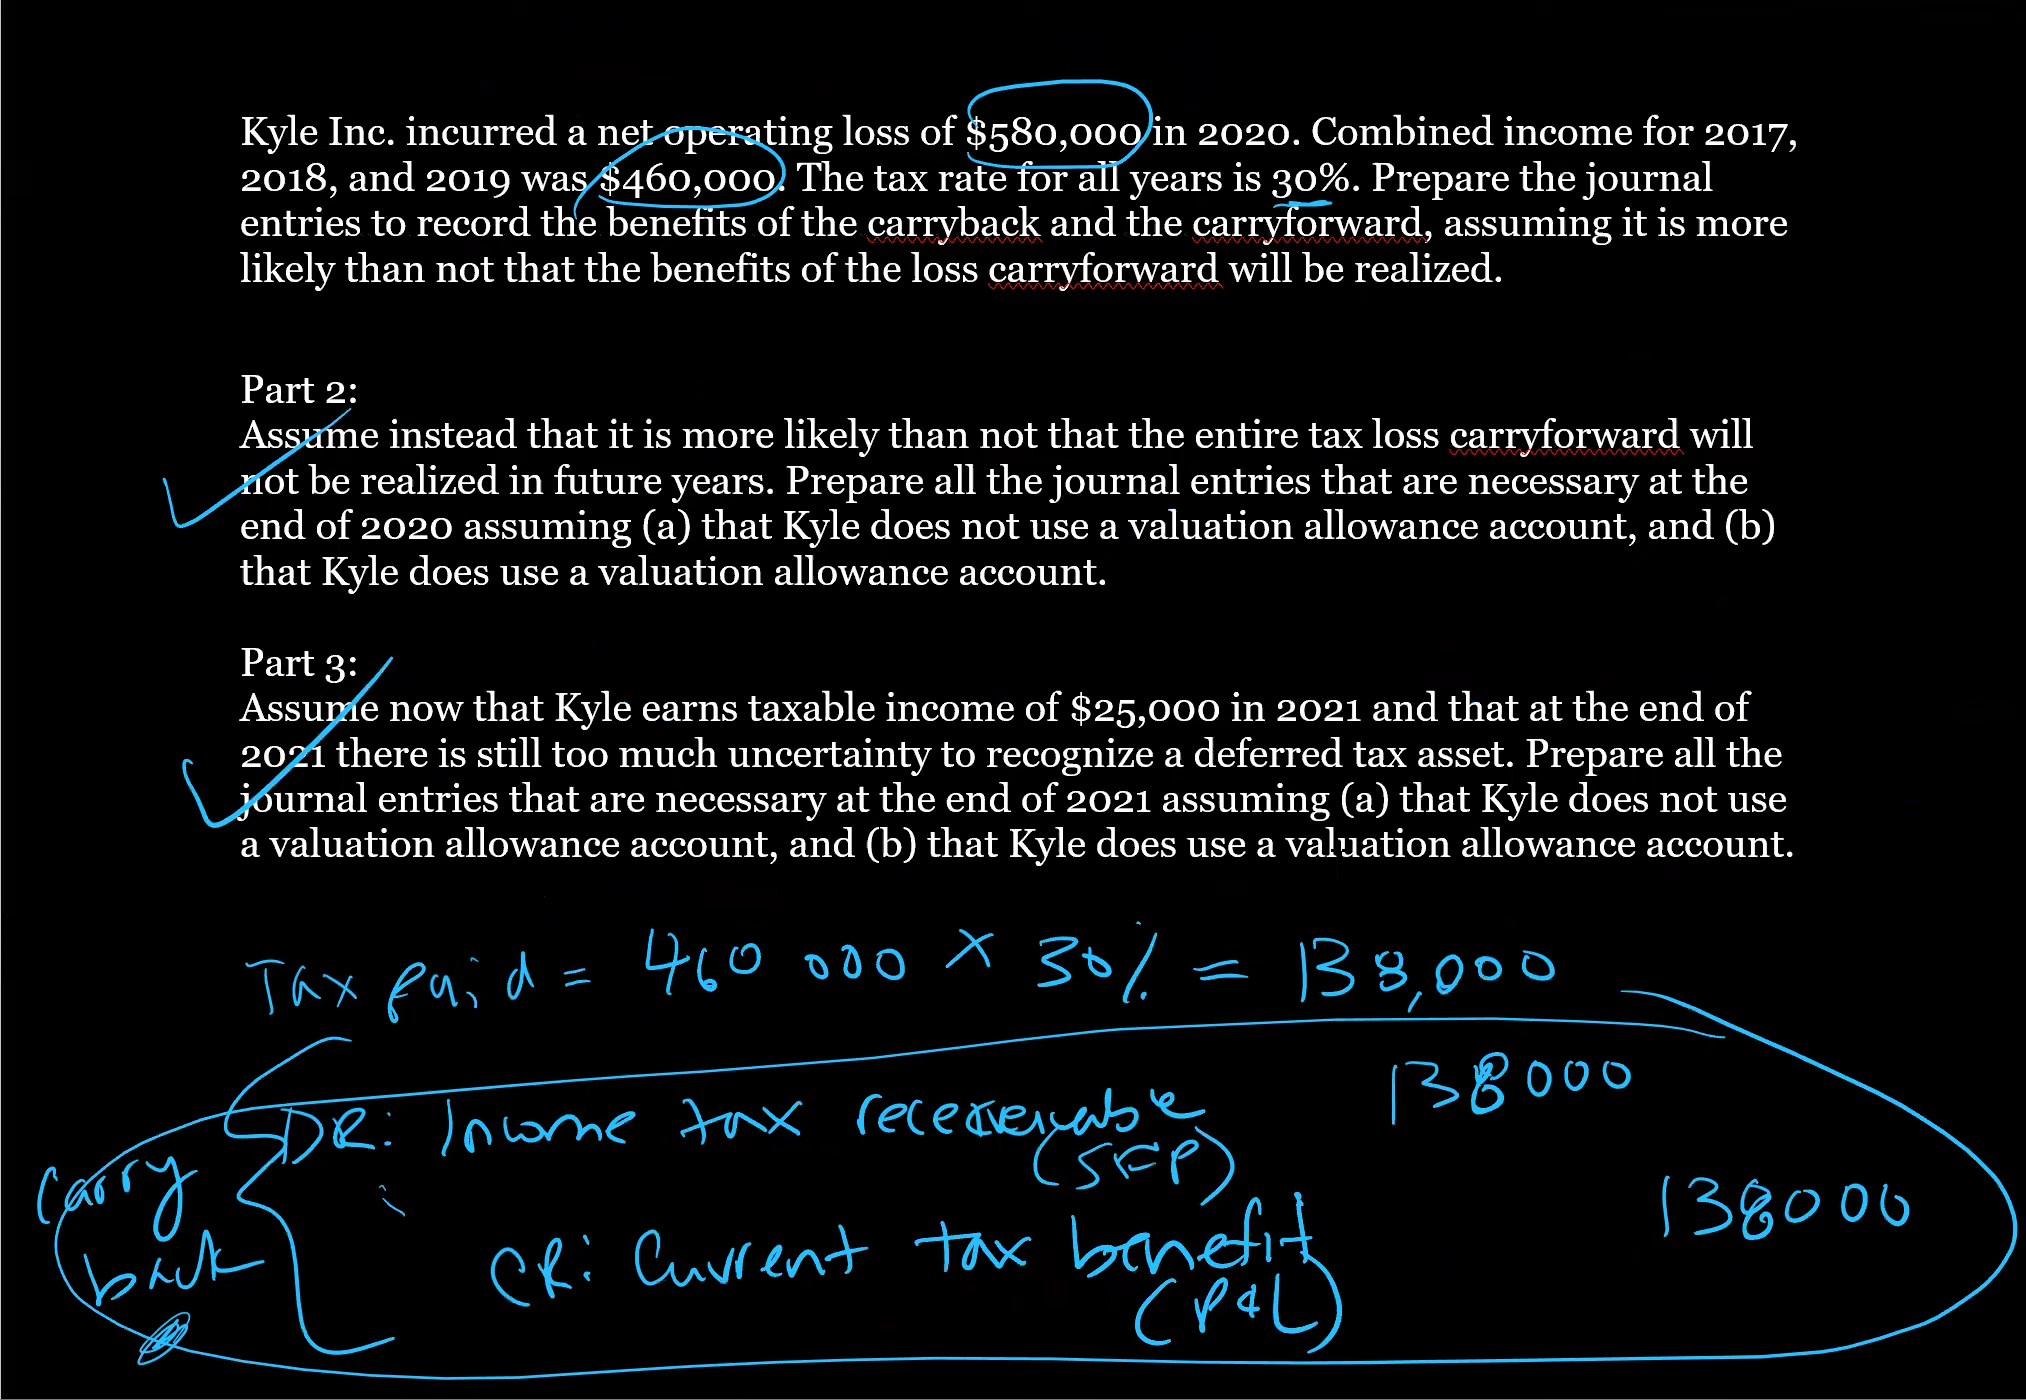 Kyle Inc. incurred a net operating loss of $580,000 in 2020. Combined income for 2017,
2018, and 2019 was $460,000. The tax rate for all years is 30%. Prepare the journal
entries to record the benefits of the carryback and the carryforward, assuming it is more
likely than not that the benefits of the loss carryforward will be realized.
Part 2:
Assume instead that it is more likely than not that the entire tax loss carryforward will
not be realized in future years. Prepare all the journal entries that are necessary at the
end of 2020 assuming (a) that Kyle does not use a valuation allowance account, and (b)
that Kyle does use a valuation allowance account.
Part 3:
Assume now that Kyle earns taxable income of $25,000 in 2021 and that at the end of
2021 there is still too much uncertainty to recognize a deferred tax asset. Prepare all the
journal entries that are necessary at the end of 2021 assuming (a) that Kyle does not use
a valuation allowance account, and (b) that Kyle does use a valuation allowance account.
Tax paid = 460 000 × 30% = 138,000
DR: Income tax 138000
(SFP)
carry
back
CR: Current tax benefit 138000
(P&L)